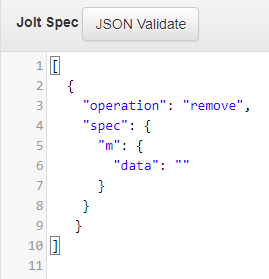 Jolt Spec JSON Validate
1 [
2 {
3 "operation": "remove",
4 "spec": {
5 "m": {
6 "data": ""
7 }
8 }
9 }
10 ]
11